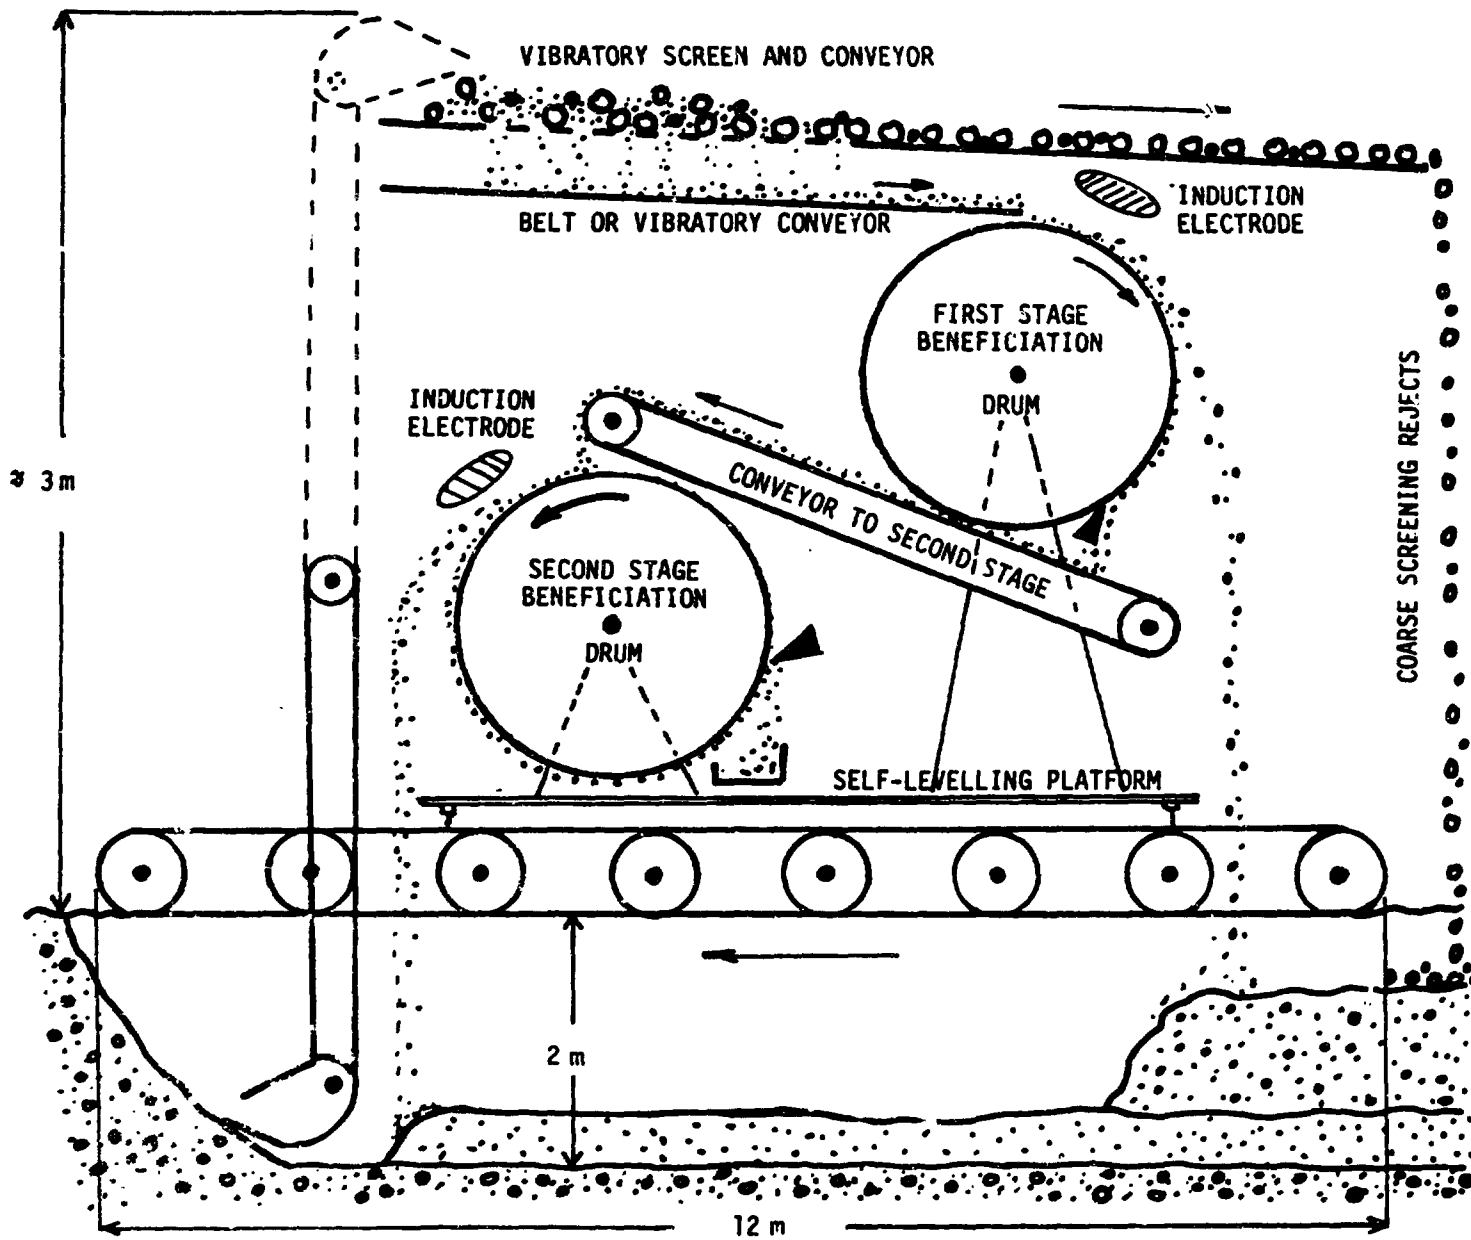 VIBRATORY SCREEN AND CONVEYOR
INDUCTION
ELECTRODE
BELT OR VIBRATORY CONVEYOR
FIRST STAGE
BENEFICIATION
DRUM
INDUCTION
ELECTRODE
COARSE SCREENING REJECTS
≈ 3 m
CONVEYOR TO SECOND STAGE
SECOND STAGE
BENEFICIATION
DRUM
SELF-LEVELLING PLATFORM
2 m
12 m